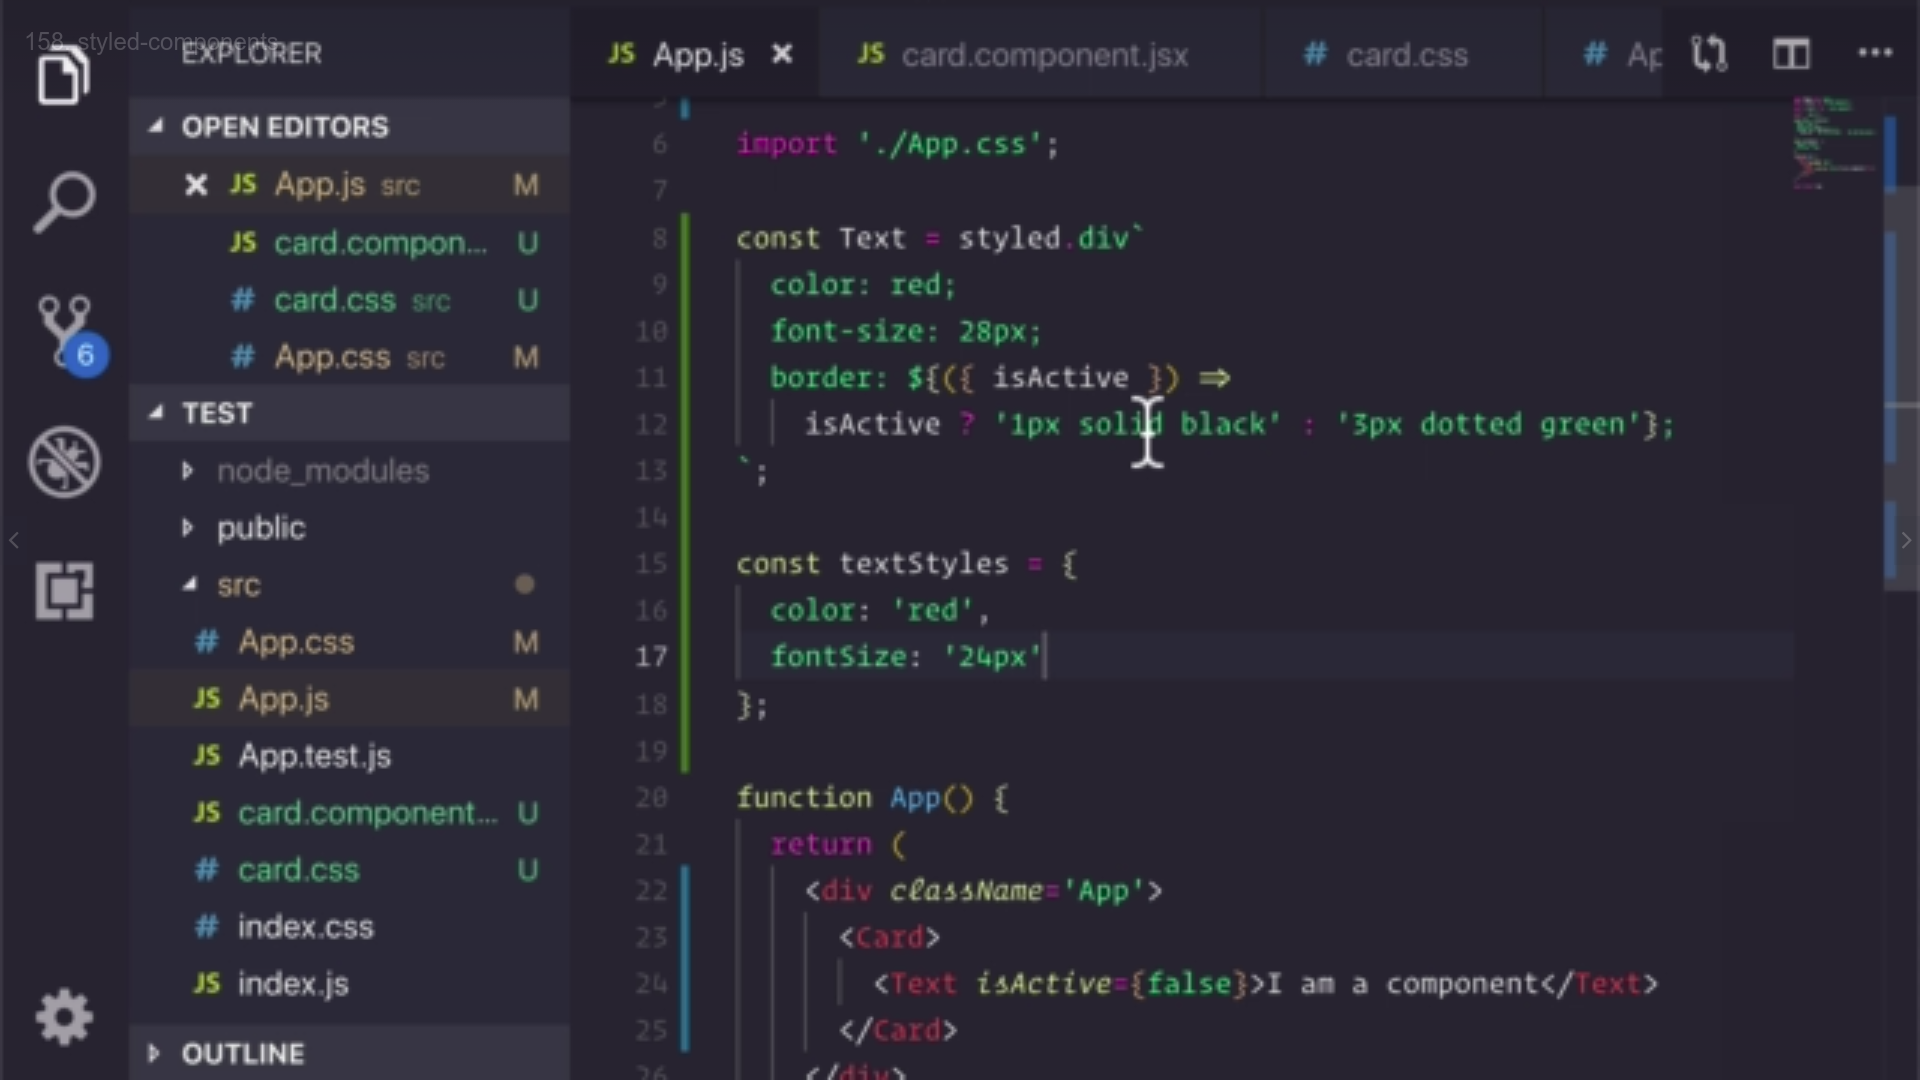 158_styled-components
EXPLORER
OPEN EDITORS
JS App.js src M
JS card.compon... U
# card.css src U
# App.css src M
6
TEST
node_modules
public
src
# App.css M
JS App.js M
JS App.test.js
JS card.component... U
# card.css U
# index.css
JS index.js
OUTLINE
JS App.js
JS card.component.jsx
# card.css
# Ap
6 import './App.css';
7
8 const Text = styled.div`
9 color: red;
10 font-size: 28px;
11 border: ${({ isActive }) ⇒
12 isActive ? '1px solid black' : '3px dotted green'};
13 `;
14
15 const textStyles = {
16 color: 'red',
17 fontSize: '24px'
18 };
19
20 function App() {
21 return (
22 <div className='App'>
23 <Card>
24 <Text isActive={false}>I am a component</Text>
25 </Card>
26 </div>